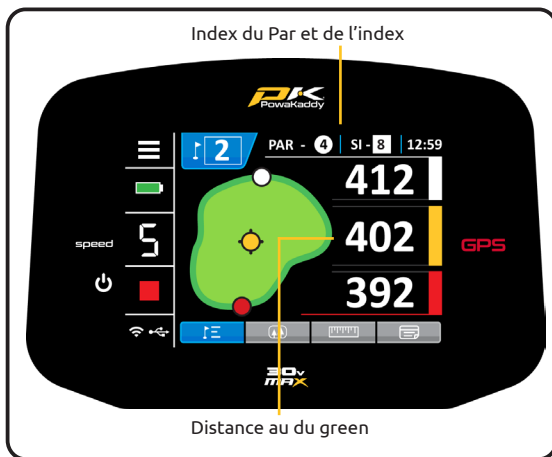 Index du Par et de l'index
PK
PowaKaddy
2 PAR - 4 SI - 8 12:59
412
speed 5 402 GPS
392
30v
MAX
Distance au du green